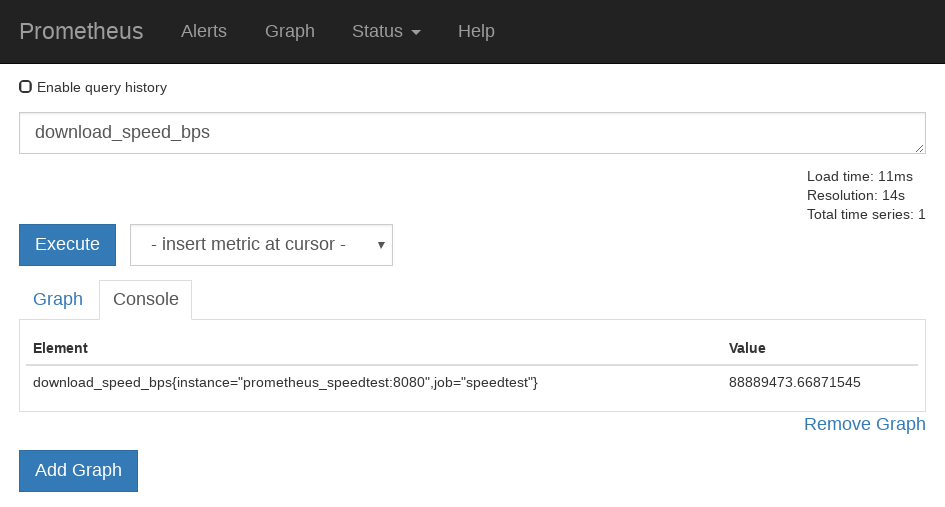 Prometheus Alerts Graph Status Help
Enable query history
download_speed_bps
Load time: 11ms
Resolution: 14s
Total time series: 1
Execute - insert metric at cursor -
Graph Console
Element Value
download_speed_bps{instance="prometheus_speedtest:8080",job="speedtest"} 88889473.66871545
Remove Graph
Add Graph